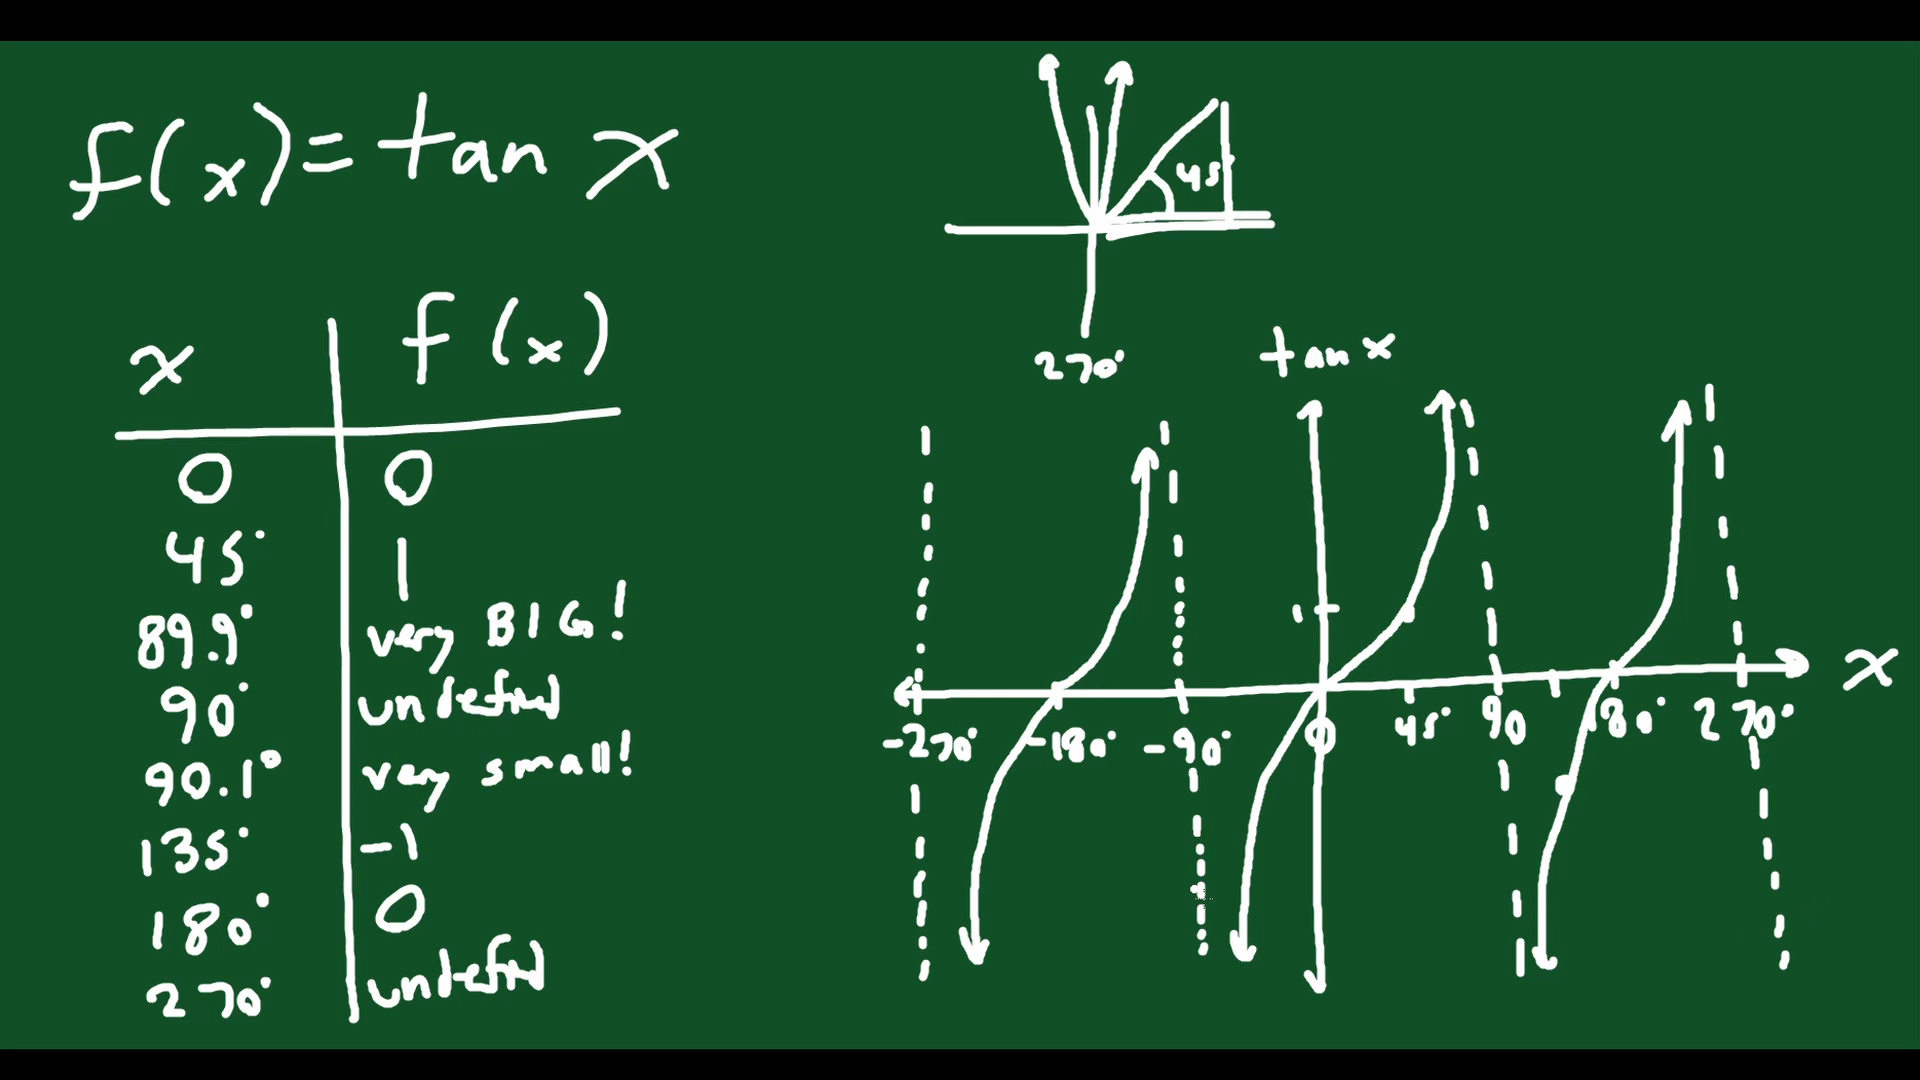 f(x) = tan x
45
270°
x f(x)
0 0
45° 1
89.9° very BIG!
90° undefined
90.1° very small!
135° -1
180° 0
270° undefined
tan x
1
x
-270° -180° -90° 0 45° 90 180° 270°